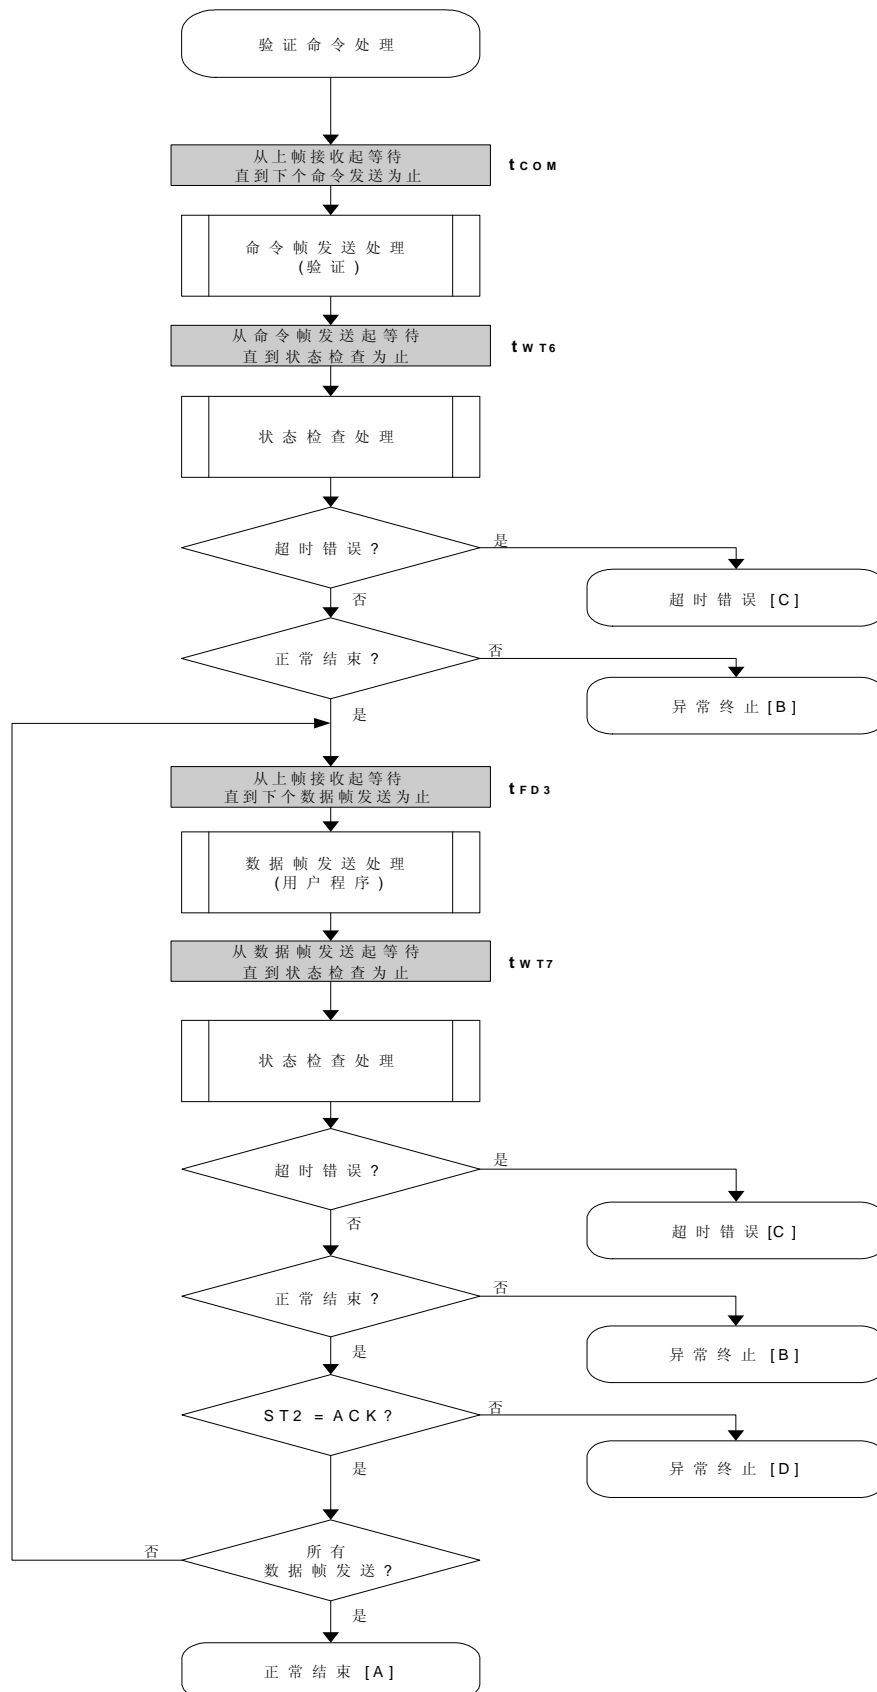 验证命令处理
从上帧接收起等待
直到下个命令发送为止
tCOM
命令帧发送处理
(验证)
从命令帧发送起等待
直到状态检查为止
tWT6
状态检查处理
超时错误?
是
超时错误 [C]
否
正常结束?
否
异常终止 [B]
是
从上帧接收起等待
直到下个数据帧发送为止
tFD3
数据帧发送处理
(用户程序)
从数据帧发送起等待
直到状态检查为止
tWT7
状态检查处理
超时错误?
是
超时错误 [C]
否
正常结束?
否
异常终止 [B]
是
ST2 = ACK?
否
异常终止 [D]
是
所有
数据帧发送?
否
是
正常结束 [A]